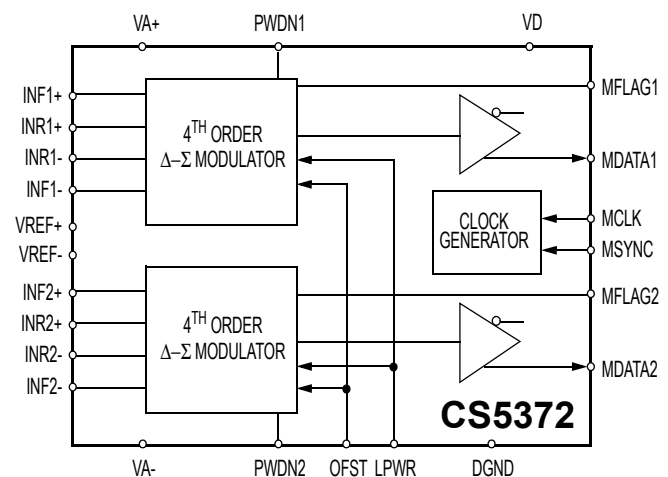 VA+
PWDN1
VD
INF1+
INR1+
INR1-
INF1-
VREF+
VREF-
INF2+
INR2+
INR2-
INF2-
4TH ORDER
Δ–Σ MODULATOR
4TH ORDER
Δ–Σ MODULATOR
CLOCK
GENERATOR
MFLAG1
MDATA1
MCLK
MSYNC
MFLAG2
MDATA2
CS5372
VA-
PWDN2
OFST
LPWR
DGND